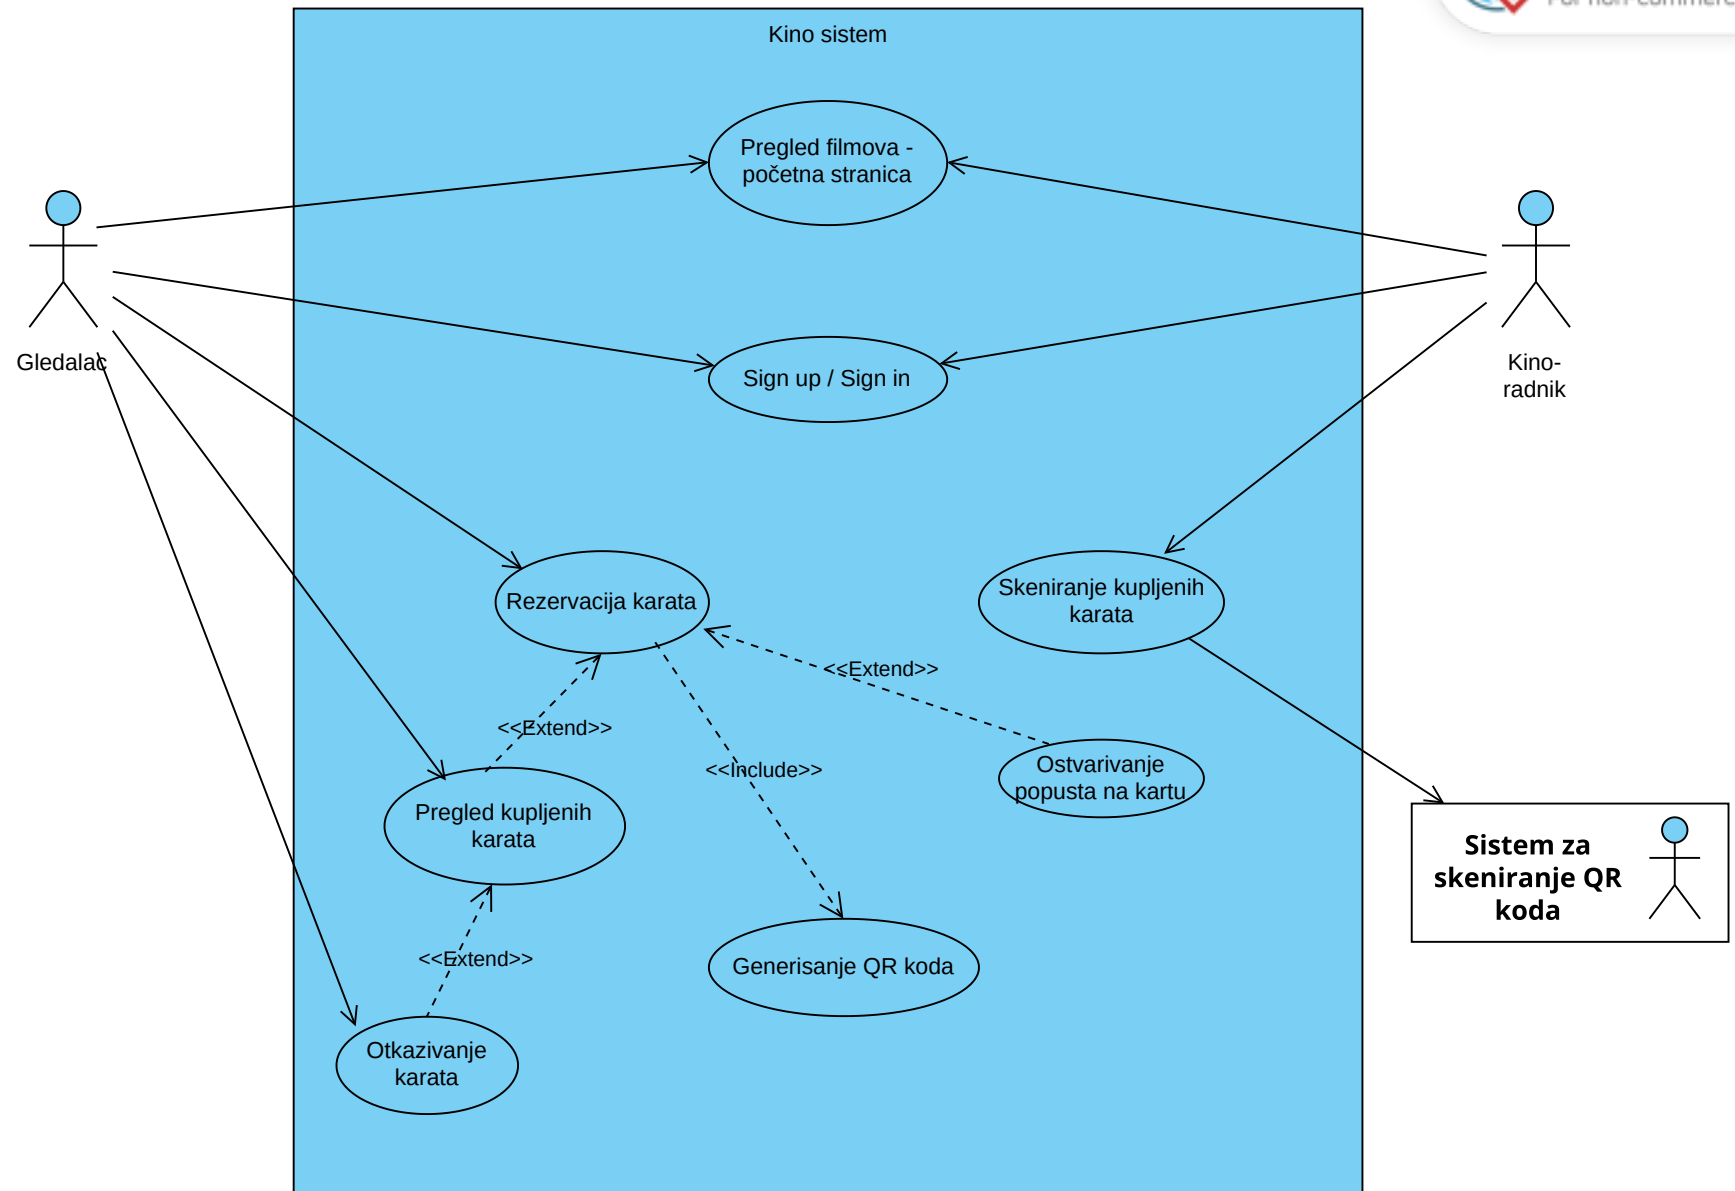 Kino sistem
Pregled filmova -
početna stranica
Gledalac
Kino-
radnik
Sign up / Sign in
Rezervacija karata
Skeniranje kupljenih
karata
<<Extend>>
<<Extend>>
<<Include>>
Ostvarivanje
popusta na kartu
Pregled kupljenih
karata
Sistem za
skeniranje QR
koda
<<Extend>>
Generisanje QR koda
Otkazivanje
karata